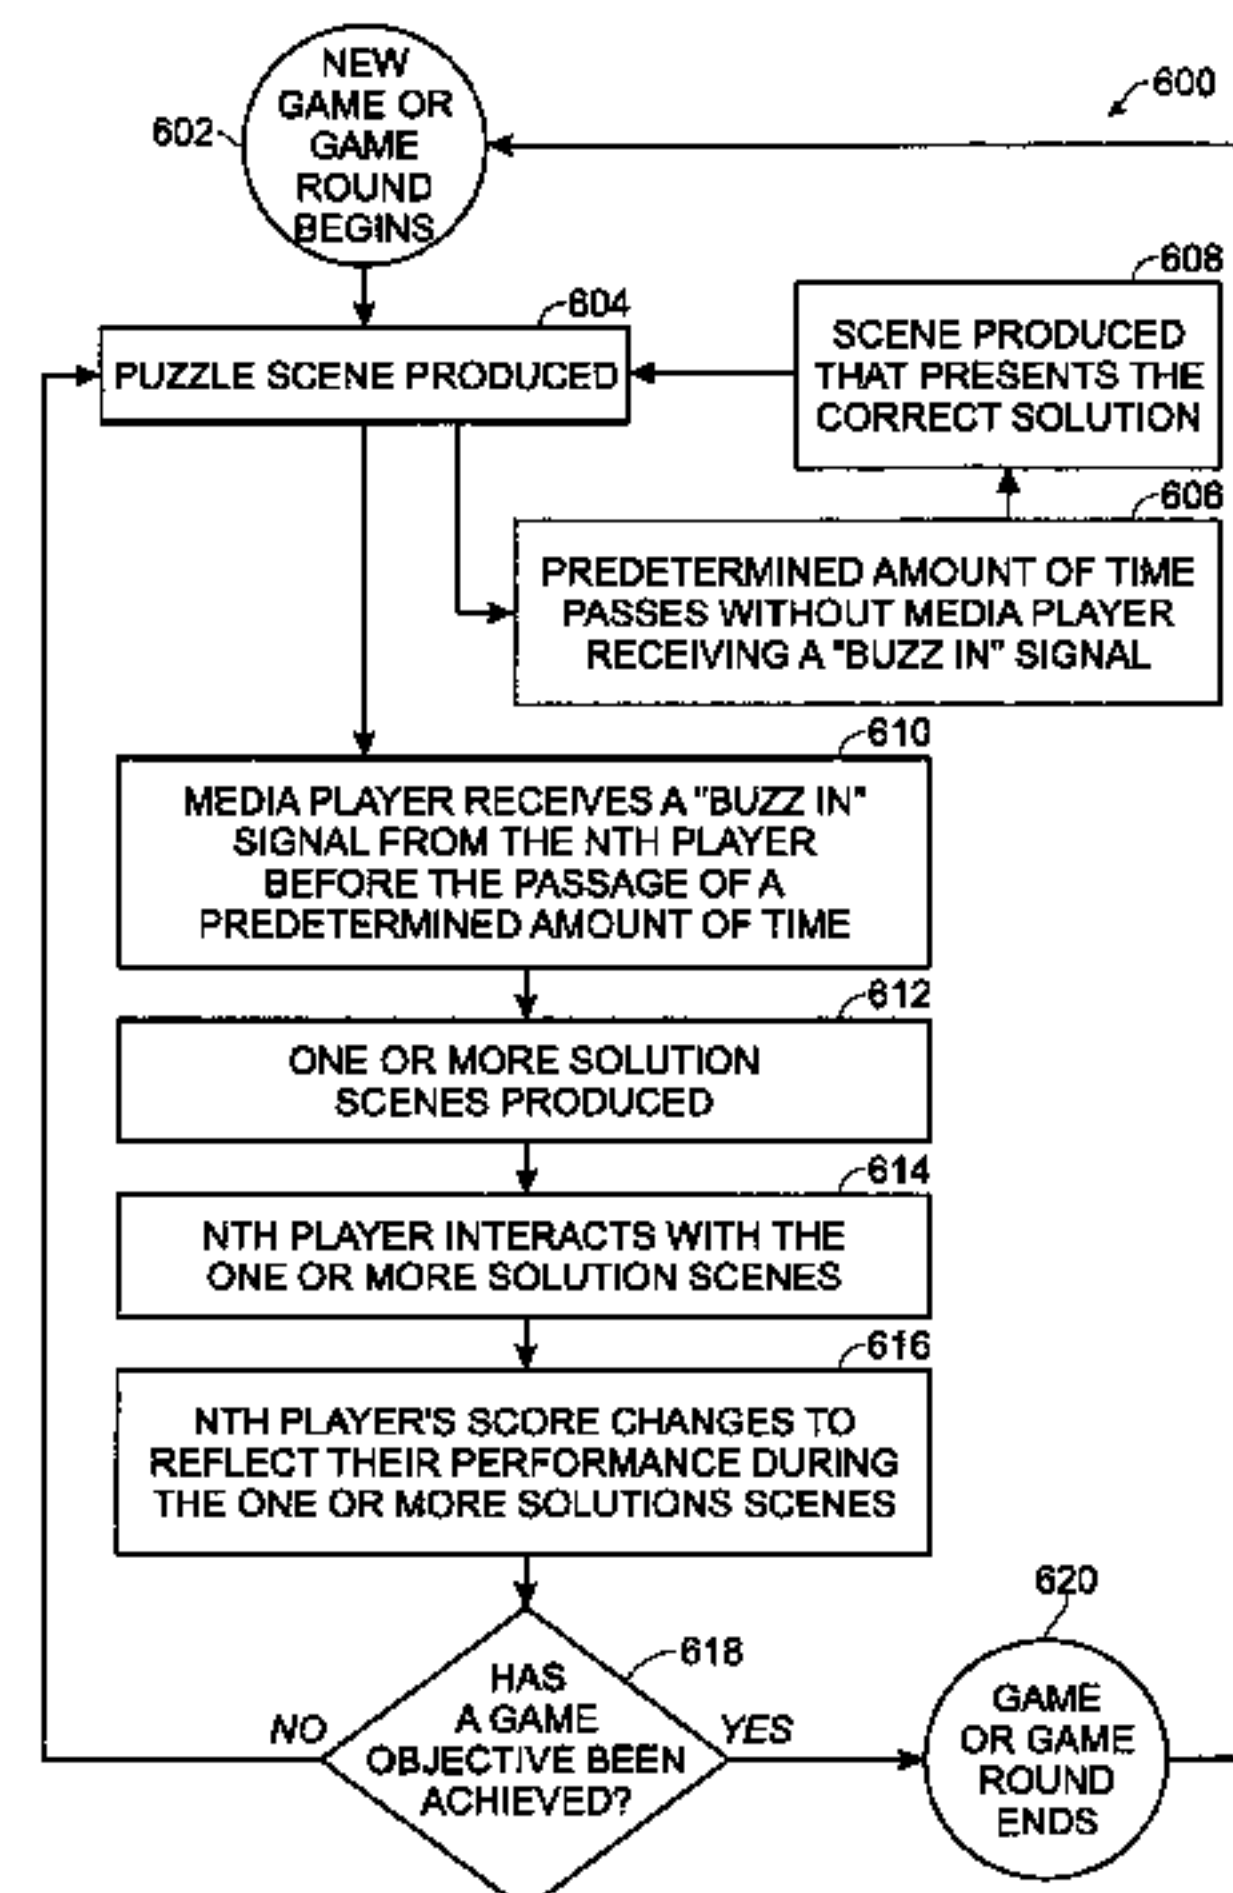 600
602
NEW
GAME OR
GAME
ROUND
BEGINS
604
PUZZLE SCENE PRODUCED
608
SCENE PRODUCED
THAT PRESENTS THE
CORRECT SOLUTION
606
PREDETERMINED AMOUNT OF TIME
PASSES WITHOUT MEDIA PLAYER
RECEIVING A "BUZZ IN" SIGNAL
610
MEDIA PLAYER RECEIVES A "BUZZ IN"
SIGNAL FROM THE NTH PLAYER
BEFORE THE PASSAGE OF A
PREDETERMINED AMOUNT OF TIME
612
ONE OR MORE SOLUTION
SCENES PRODUCED
614
NTH PLAYER INTERACTS WITH THE
ONE OR MORE SOLUTION SCENES
616
NTH PLAYER'S SCORE CHANGES TO
REFLECT THEIR PERFORMANCE DURING
THE ONE OR MORE SOLUTIONS SCENES
618
HAS
A GAME
OBJECTIVE BEEN
ACHIEVED?
NO
YES
620
GAME
OR GAME
ROUND
ENDS